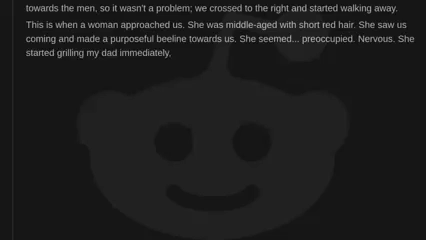 towards the men, so it wasn't a problem; we crossed to the right and started walking away.
This is when a woman approached us. She was middle-aged with short red hair. She saw us
coming and made a purposeful beeline towards us. She seemed... preoccupied. Nervous. She
started grilling my dad immediately,